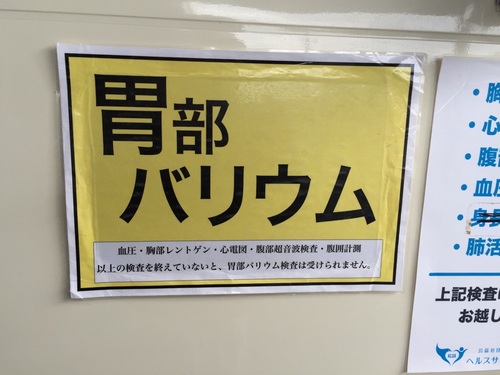 胃部
バリウム
血圧・胸部レントゲン・心電図・腹部超音波検査・腹囲計測
以上の検査を終えていないと、胃部バリウム検査は受けられません。
・胸
・心
・腹
・血圧
・身長
・肺活
上記検査
お越し
ヘルスサ